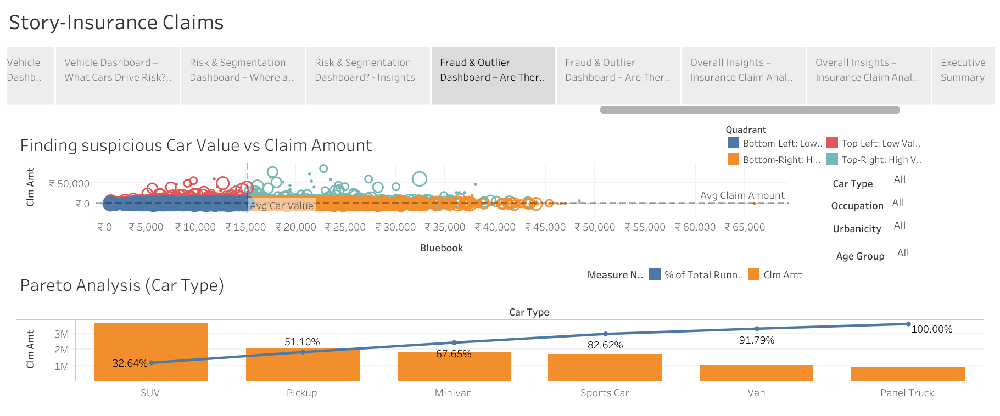 Story-Insurance Claims
Vehicle
Dashb..
Vehicle Dashboard –
What Cars Drive Risk?..
Risk & Segmentation
Dashboard – Where a..
Risk & Segmentation
Dashboard? - Insights
Fraud & Outlier
Dashboard – Are Ther..
Fraud & Outlier
Dashboard – Are Ther..
Overall Insights –
Insurance Claim Anal..
Overall Insights –
Insurance Claim Anal..
Executive
Summary
Finding suspicious Car Value vs Claim Amount
Quadrant
Bottom-Left: Low..
Top-Left: Low Val..
Bottom-Right: Hi..
Top-Right: High V..
Clm Amt
₹ 50,000
₹ 0
Avg Claim Amount
Avg Car Value
₹ 0
₹ 5,000
₹ 10,000
₹ 15,000
₹ 20,000
₹ 25,000
₹ 30,000
₹ 35,000
₹ 40,000
₹ 45,000
₹ 50,000
₹ 55,000
₹ 60,000
₹ 65,000
Bluebook
Car Type
All
Occupation
All
Urbanicity
All
Age Group
All
Measure N..
% of Total Runn..
Clm Amt
Pareto Analysis (Car Type)
Car Type
Clm Amt
3M
2M
1M
32.64%
51.10%
67.65%
82.62%
91.79%
100.00%
SUV
Pickup
Minivan
Sports Car
Van
Panel Truck